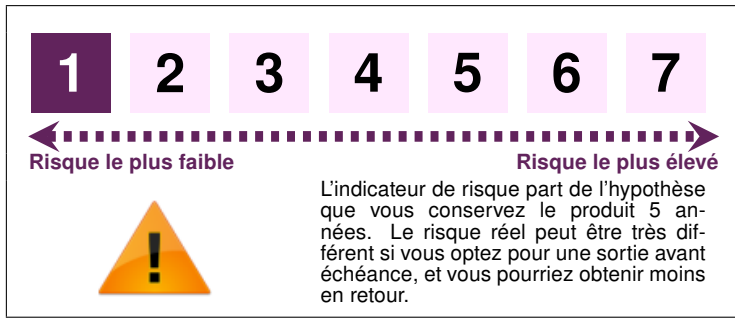 1 2 3 4 5 6 7
Risque le plus faible Risque le plus élevé
L'indicateur de risque part de l'hypothèse
que vous conservez le produit 5 an-
nées. Le risque réel peut être très dif-
férent si vous optez pour une sortie avant
échéance, et vous pourriez obtenir moins
en retour.